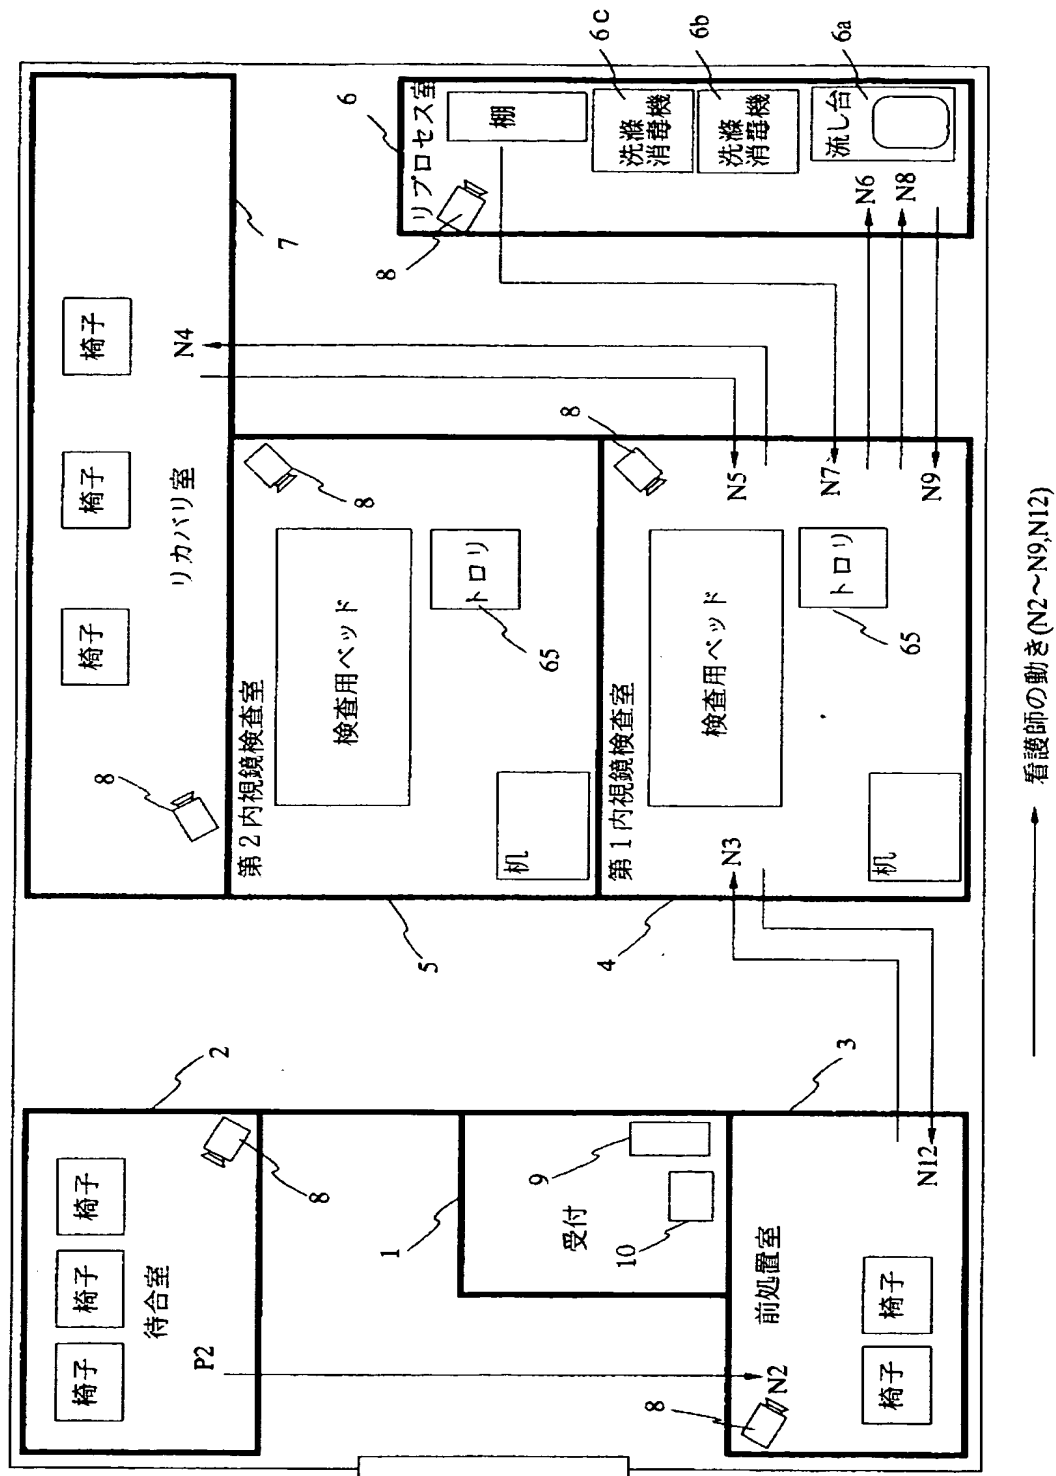 リカバリ室
椅子
椅子
椅子
N4
7
8
リプロセス室
6
棚
洗滌
消毒機
6c
洗滌
消毒機
6b
流し台
6a
8
N6
N8
第2内視鏡検査室
検査用ベッド
トロリ
65
机
8
5
第1内視鏡検査室
検査用ベッド
トロリ
65
机
8
4
N3
N5
N7
N9
待合室
椅子
椅子
椅子
P2
8
2
受付
1
9
10
前処置室
椅子
椅子
N2
N12
8
3
看護師の動き(N2〜N9,N12)